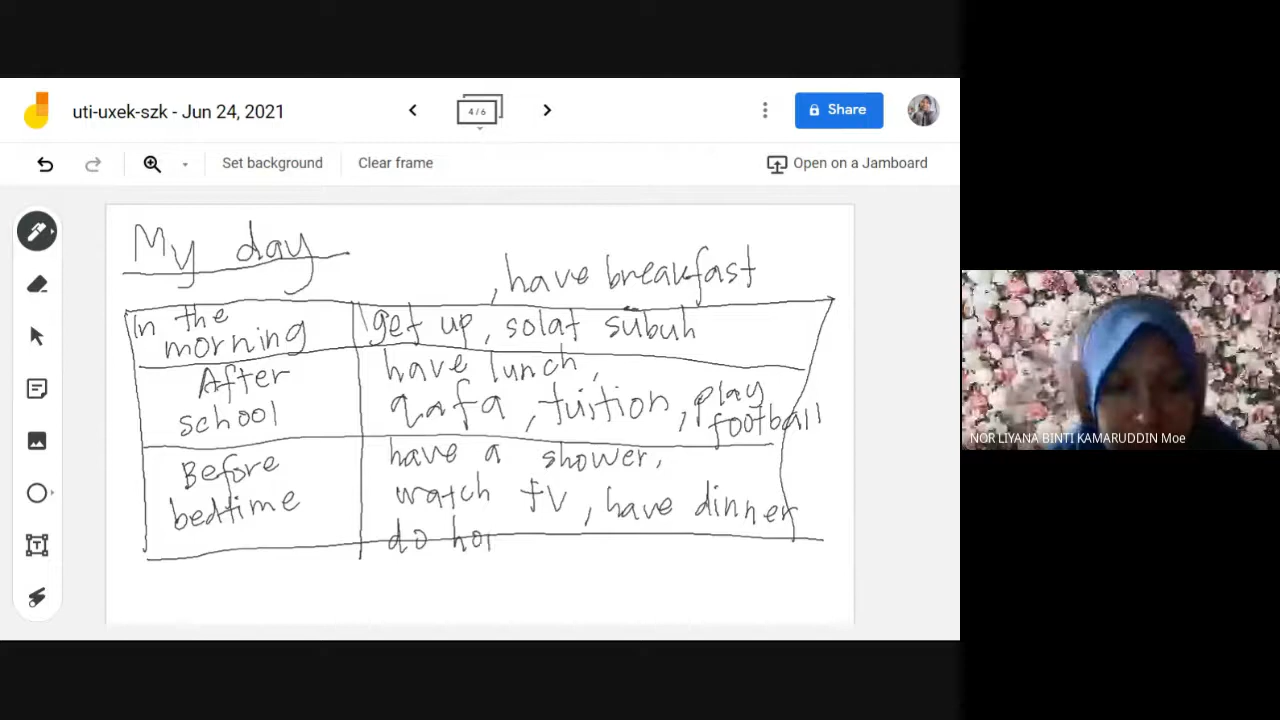 uti-uxek-szk - Jun 24, 2021
4/6
Share
Set background
Clear frame
Open on a Jamboard
My day
, have breakfast
In the morning
get up, solat subuh
After school
have lunch,
qafa, tuition, play football
Before bedtime
have a shower,
watch TV, have dinner
do hor
NOR LIYANA BINTI KAMARUDDIN Moe